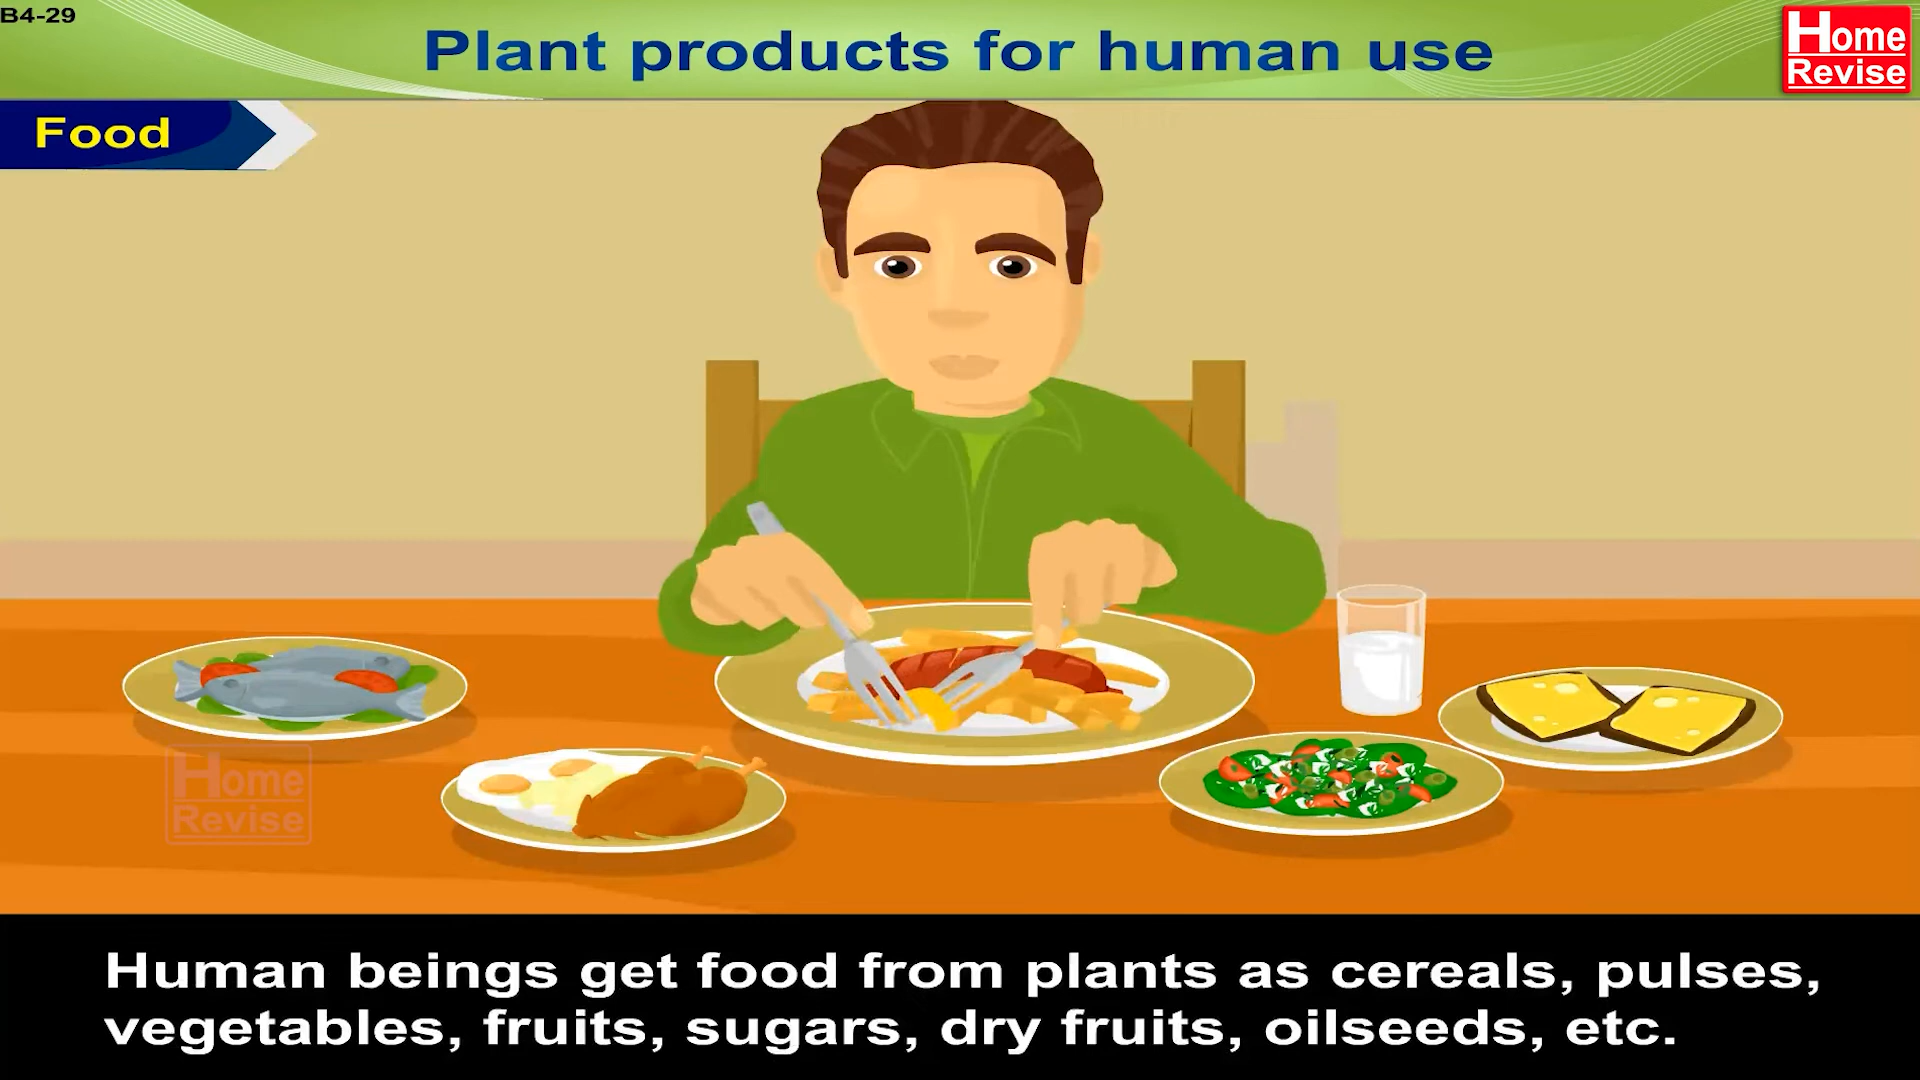 B4-29
Plant products for human use
Home
Revise
Food
Home
Revise
Human beings get food from plants as cereals, pulses,
vegetables, fruits, sugars, dry fruits, oilseeds, etc.